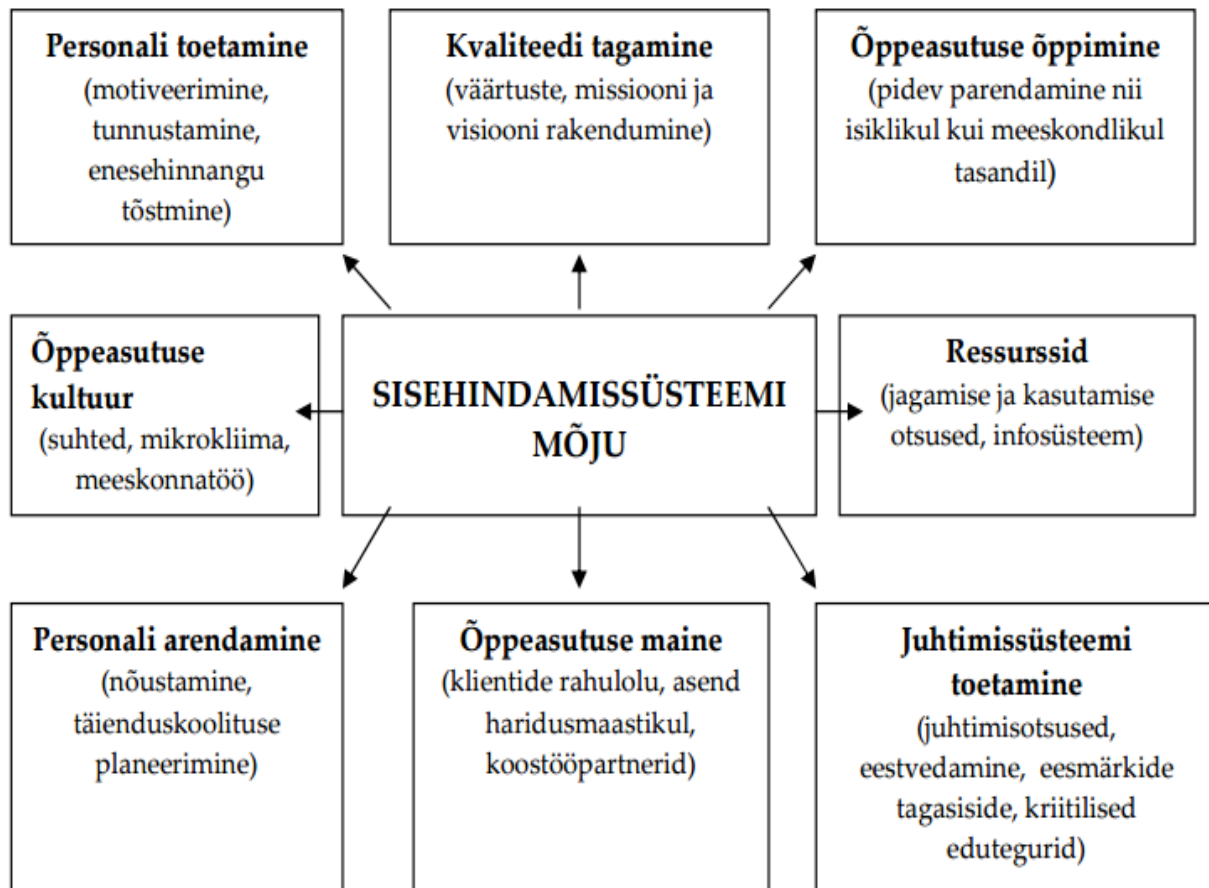 Personali toetamine
(motiveerimine,
tunnustamine,
enesehinnangu
tõstmine)
Kvaliteedi tagamine
(väärtuste, missiooni ja
visiooni rakendumine)
Õppeasutuse õppimine
(pidev parendamine nii
isiklikul kui meeskondlikul
tasandil)
Õppeasutuse
kultuur
(suhted, mikrokliima,
meeskonnatöö)
SISEHINDAMISSÜSTEEMI
MÕJU
Ressurssid
(jagamise ja kasutamise
otsused, infosüsteem)
Personali arendamine
(nõustamine,
täienduskoolituse
planeerimine)
Õppeasutuse maine
(klientide rahulolu, asend
haridusmaastikul,
koostööpartnerid)
Juhtimissüsteemi
toetamine
(juhtimisotsused,
eestvedamine, eesmärkide
tagasiside, kriitilised
edutegurid)